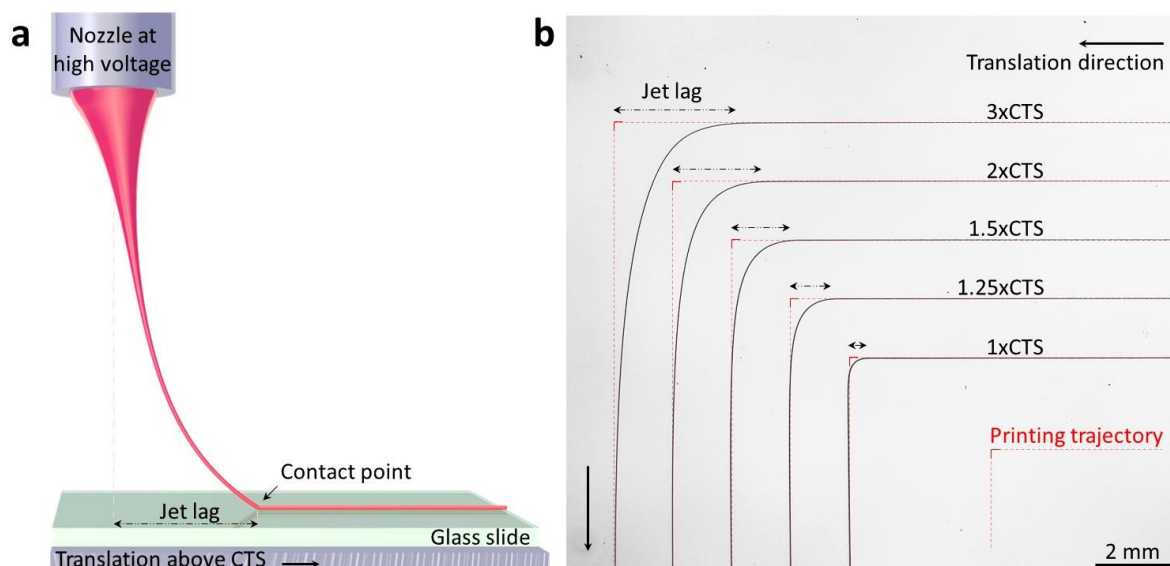 a
Nozzle at
high voltage
Contact point
Jet lag
Glass slide
Translation above CTS
b
Translation direction
Jet lag
3xCTS
2xCTS
1.5xCTS
1.25xCTS
1xCTS
Printing trajectory
2 mm